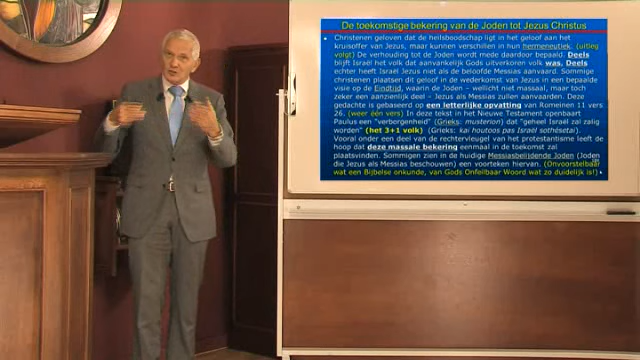 De toekomstige bekering van de Joden tot Jezus Christus
• Christenen geloven dat de heilsboodschap ligt in het geloof aan het
kruisoffer van Jezus, maar kunnen verschillen in hun hermeneutiek. (uitleg
volgt) De verhouding tot de Joden wordt mede daardoor bepaald. Deels
blijft Israël het volk dat aanvankelijk Gods uitverkoren volk was. Deels
echter heeft Israël Jezus niet als de beloofde Messias aanvaard. Sommige
christenen plaatsen dit geloof in de wederkomst van Jezus in een bepaalde
visie op de Eindtijd, waarin de Joden – wellicht niet massaal, maar toch
zeker een aanzienlijk deel – Jezus als Messias zullen aanvaarden. Deze
gedachte is gebaseerd op een letterlijke opvatting van Romeinen 11 vers
26. (weer één vers) In deze tekst in het Nieuwe Testament openbaart
Paulus een "verborgenheid" (Grieks: musterion) dat "geheel Israël zalig zal
worden" (het 3+1 volk) (Grieks: kai houtoos pas Israël sothésetai).
Vooral onder een deel van de rechtervleugel van het protestantisme leeft de
hoop dat deze massale bekering eenmaal in de toekomst zal
plaatsvinden. Sommigen zien in de huidige Messiasbelijdende Joden (Joden
die Jezus als Messias beschouwen) een voorteken hiervan. (Onvoorstelbaar
wat een Bijbelse onkunde, van Gods Onfeilbaar Woord wat zo duidelijk is!)